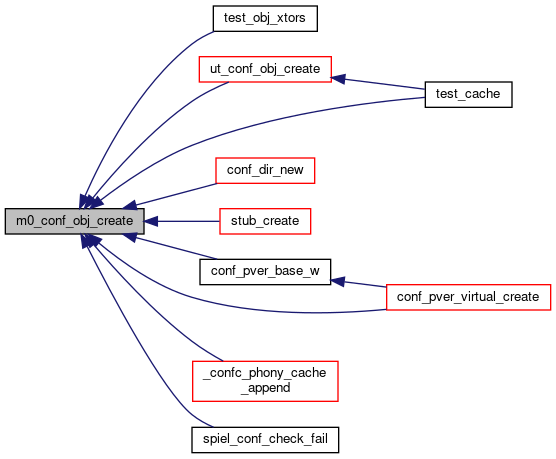 test_obj_xtors
ut_conf_obj_create
test_cache
conf_dir_new
m0_conf_obj_create
stub_create
conf_pver_base_w
conf_pver_virtual_create
_confc_phony_cache
_append
spiel_conf_check_fail